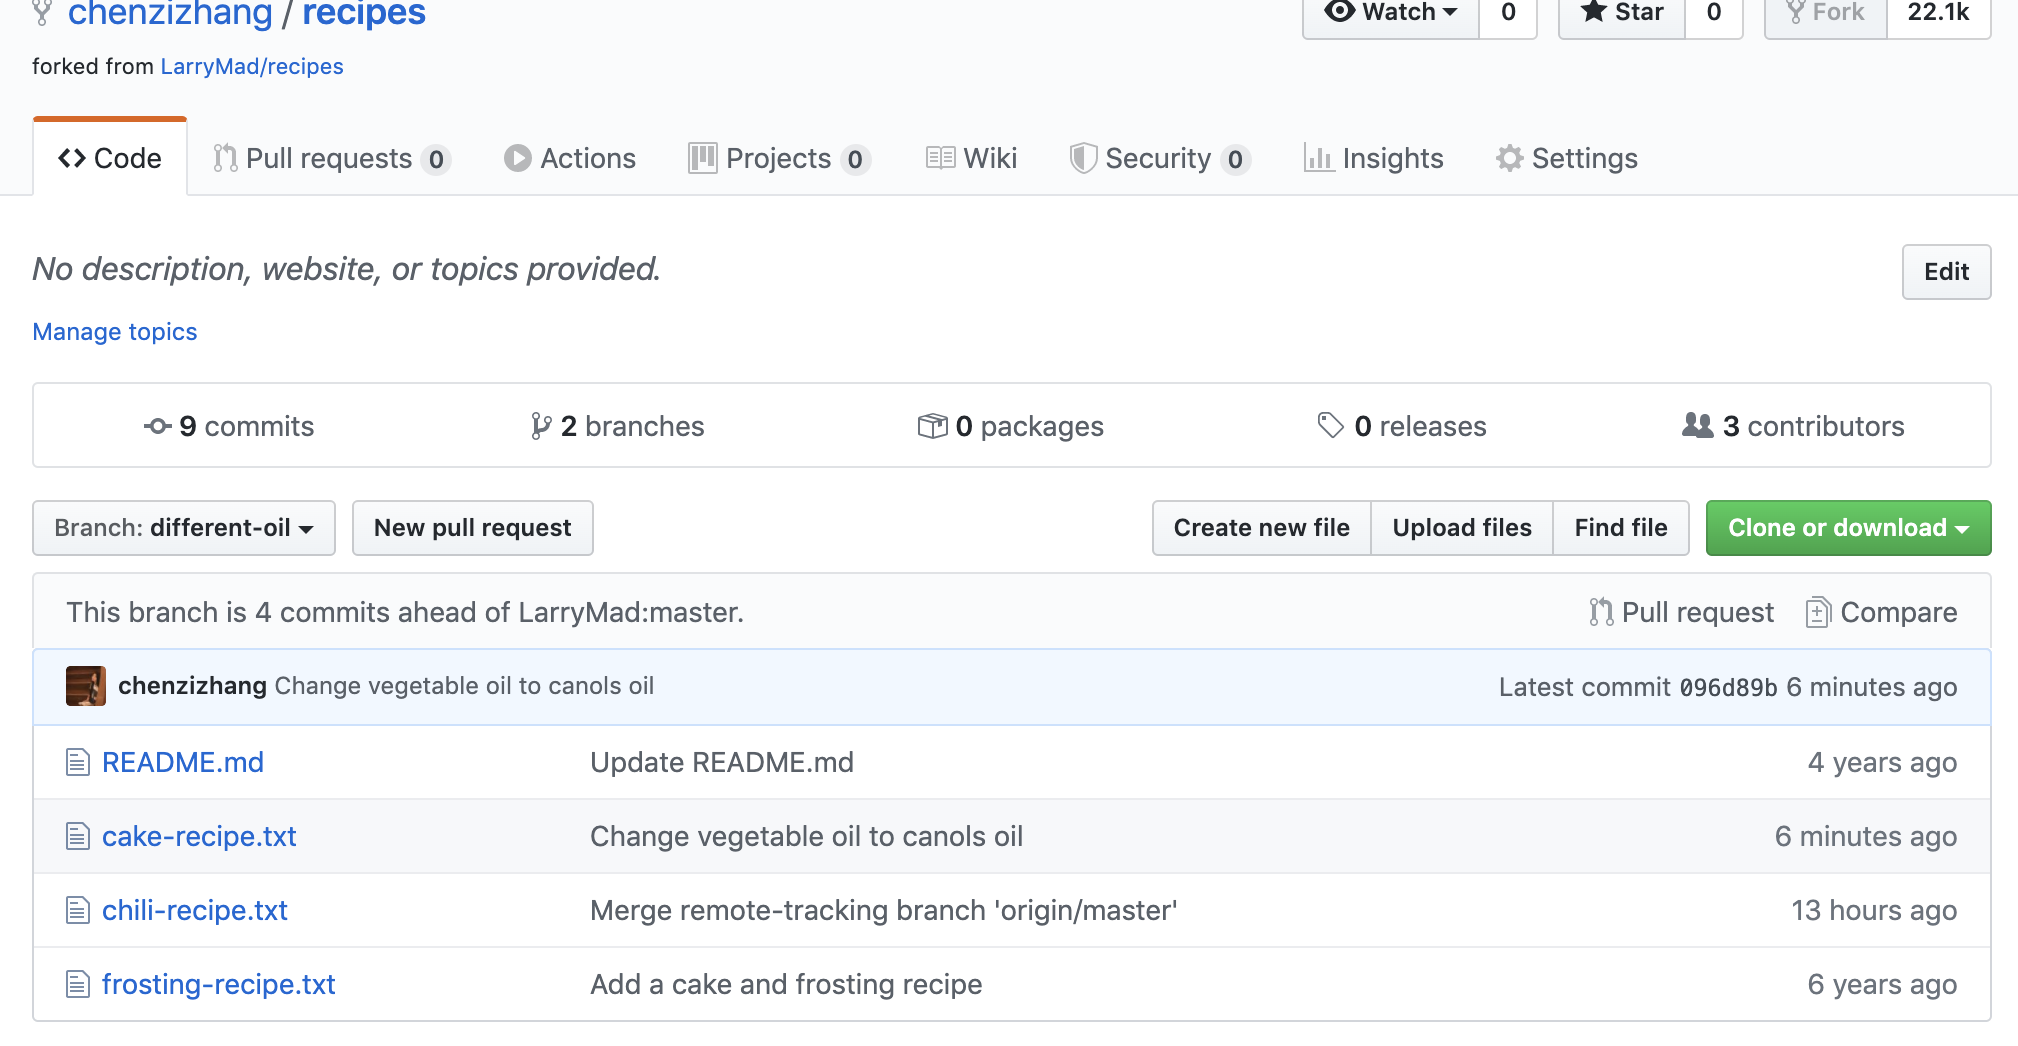 chenzizhang / recipes
Watch 0 Star 0 Fork 22.1k
forked from LarryMad/recipes
Code Pull requests 0 Actions Projects 0 Wiki Security 0 Insights Settings
No description, website, or topics provided.
Edit
Manage topics
9 commits 2 branches 0 packages 0 releases 3 contributors
Branch: different-oil New pull request Create new file Upload files Find file Clone or download
This branch is 4 commits ahead of LarryMad:master. Pull request Compare
chenzizhang Change vegetable oil to canols oil Latest commit 096d89b 6 minutes ago
README.md Update README.md 4 years ago
cake-recipe.txt Change vegetable oil to canols oil 6 minutes ago
chili-recipe.txt Merge remote-tracking branch 'origin/master' 13 hours ago
frosting-recipe.txt Add a cake and frosting recipe 6 years ago